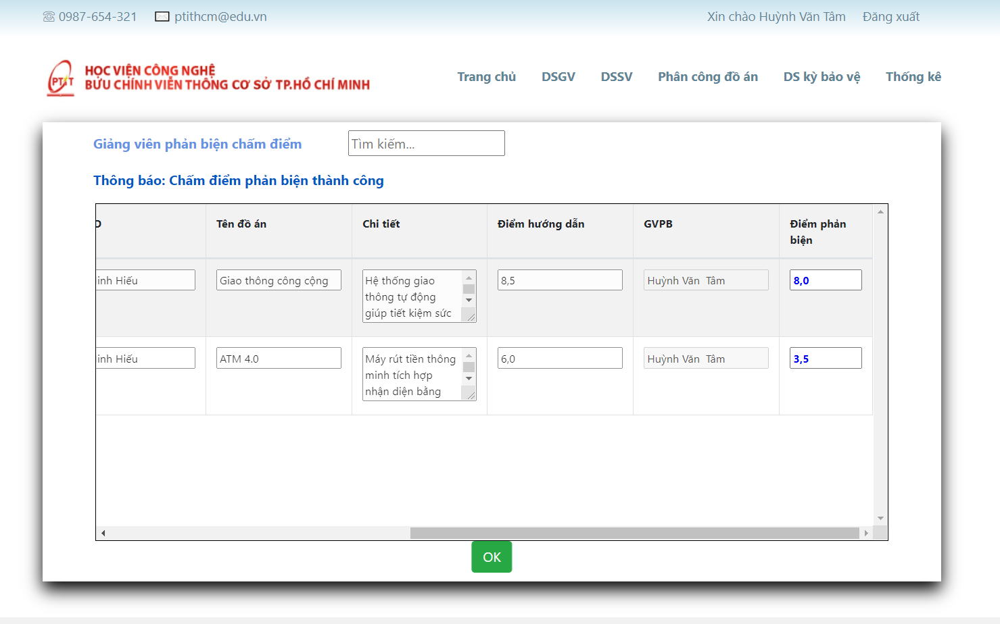 0987-654-321 ptithcm@edu.vn Xin chào Huỳnh Văn Tâm Đăng xuất
PTIT
HỌC VIỆN CÔNG NGHỆ
BƯU CHÍNH VIỄN THÔNG CƠ SỞ TP.HỒ CHÍ MINH
Trang chủ DSGV DSSV Phân công đồ án DS kỳ bảo vệ Thống kê
Giảng viên phản biện chấm điểm Tìm kiếm...
Thông báo: Chấm điểm phản biện thành công
Tên đồ án Chi tiết Điểm hướng dẫn GVPB Điểm phản
biện
inh Hiếu Giao thông công cộng Hệ thống giao 8,5 Huỳnh Văn Tâm 8,0
thông tự động
giúp tiết kiệm sức
inh Hiếu ATM 4.0 Máy rút tiền thông 6,0 Huỳnh Văn Tâm 3,5
minh tích hợp
nhận diện bằng
OK